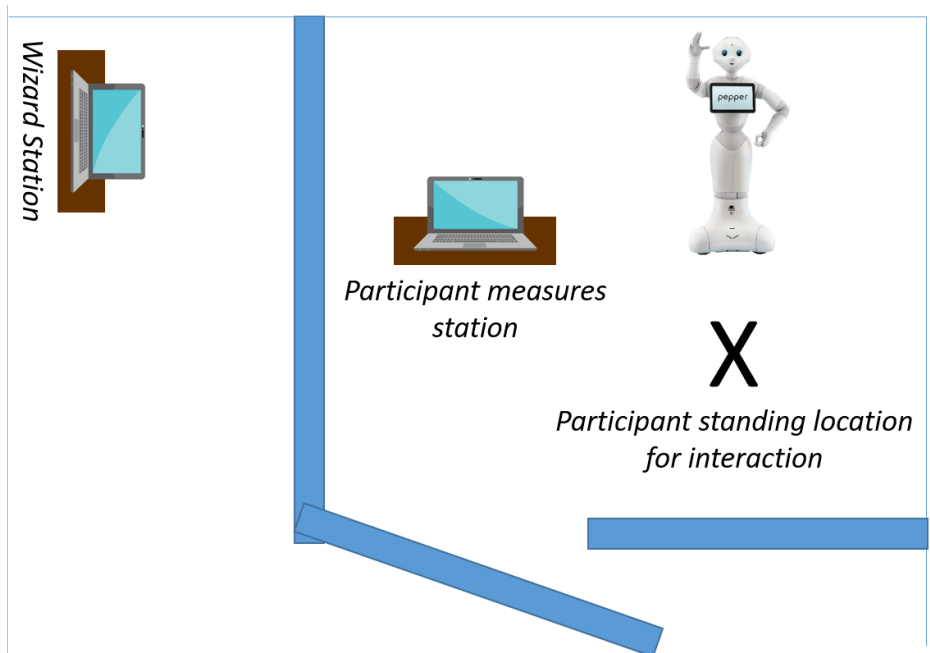 Wizard Station
pepper
Participant measures
station
X
Participant standing location
for interaction